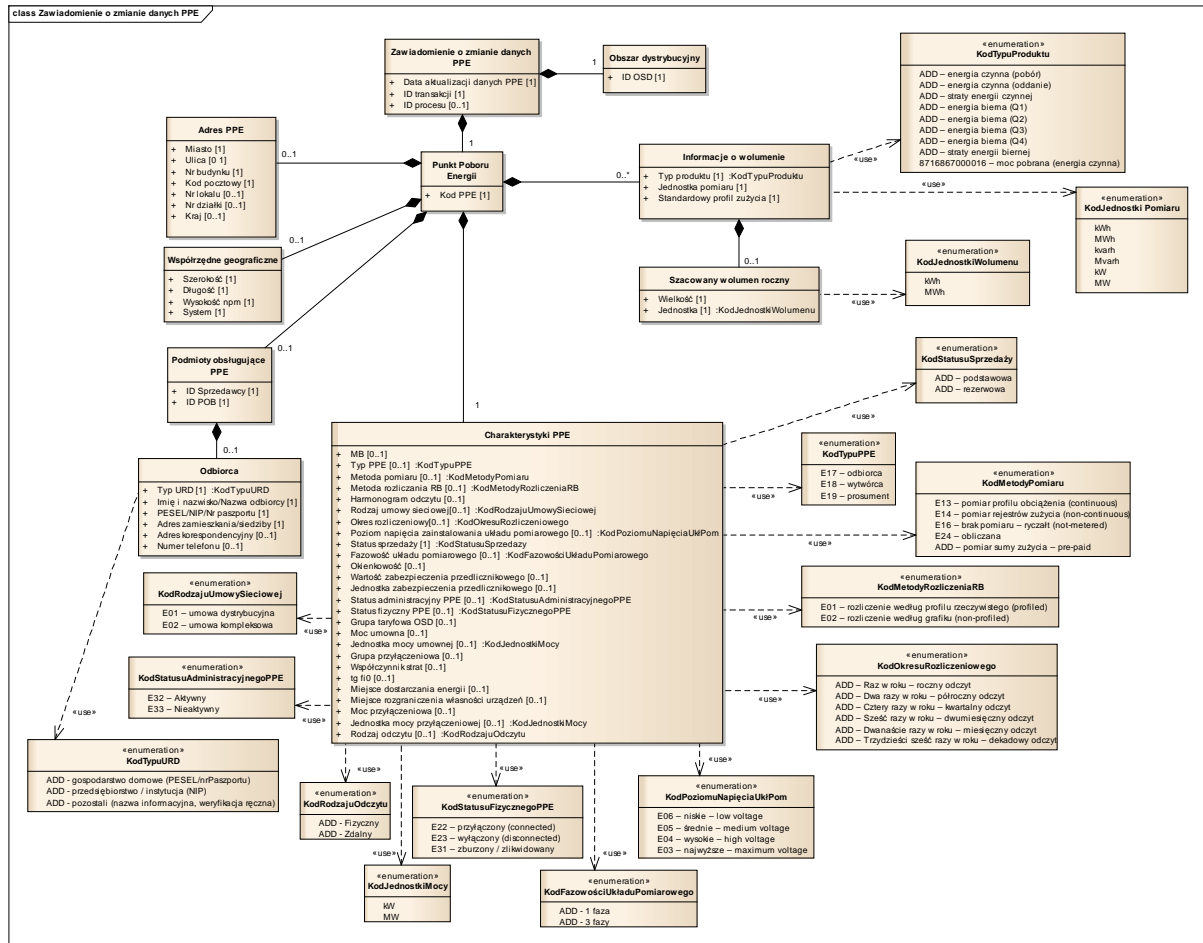 class Zawiadomienie o zmianie danych PPE
Zawiadomienie o zmianie danych
PPE
+ Data aktualizacji danych PPE [1]
+ ID transakcji [1]
+ ID procesu [0..1]
1
Obszar dystrybucyjny
+ ID OSD [1]
«enumeration»
KodTypuProduktu
ADD – energia czynna (pobór)
ADD – energia czynna (oddanie)
ADD – straty energii czynnej
ADD – energia bierna (Q1)
ADD – energia bierna (Q2)
ADD – energia bierna (Q3)
ADD – energia bierna (Q4)
ADD – straty energii biernej
8716867000016 – moc pobrana (energia czynna)
Adres PPE
+ Miasto [1]
+ Ulica [0 1]
+ Nr budynku [1]
+ Kod pocztowy [1]
+ Nr lokalu [0..1]
+ Nr działki [0..1]
+ Kraj [0..1]
0..1
1
Punkt Poboru
Energii
+ Kod PPE [1]
0..*
Informacje o wolumenie
+ Typ produktu [1] :KodTypuProduktu
+ Jednostka pomiaru [1]
+ Standardowy profil zużycia [1]
«use»
«use»
«enumeration»
KodJednostki Pomiaru
kWh
MWh
kvarh
Mvarh
kW
MW
0..1
Współrzędne geograficzne
+ Szerokość [1]
+ Długość [1]
+ Wysokość npm [1]
+ System [1]
0..1
Szacowany wolumen roczny
+ Wielkość [1]
+ Jednostka [1] :KodJednostkiWolumenu
«use»
«enumeration»
KodJednostkiWolumenu
kWh
MWh
0..1
Podmioty obsługujące
PPE
+ ID Sprzedawcy [1]
+ ID POB [1]
«enumeration»
KodStatusuSprzedaży
ADD – podstawowa
ADD – rezerwowa
«use»
0..1
Odbiorca
+ Typ URD [1] :KodTypuURD
+ Imię i nazwisko/Nazwa odbiorcy [1]
+ PESEL/NIP/Nr paszportu [1]
+ Adres zamieszkania/siedziby [1]
+ Adres korespondencyjny [0..1]
+ Numer telefonu [0..1]
1
Charakterystyki PPE
+ MB [0..1]
+ Typ PPE [0..1] :KodTypuPPE
+ Metoda pomiaru [0..1] :KodMetodyPomiaru
+ Metoda rozliczania RB [0..1] :KodMetodyRozliczeniaRB
+ Harmonogram odczytu [0..1]
+ Rodzaj umowy sieciowej[0..1] :KodRodzajuUmowySieciowej
+ Okres rozliczeniowy[0..1] :KodOkresuRozliczeniowego
+ Poziom napięcia zainstalowania układu pomiarowego [0..1] :KodPoziomuNapięciaUkłPom
+ Status sprzedaży [1] :KodStatusuSprzedazy
+ Fazowość układu pomiarowego [0..1] :KodFazowościUkładuPomiarowego
+ Okienkowość [0..1]
+ Wartość zabezpieczenia przedlicznikowego [0..1]
+ Jednostka zabezpieczenia przedlicznikowego [0..1]
+ Status administracyjny PPE [0..1] :KodStatusuAdministracyjnegoPPE
+ Status fizyczny PPE [0..1] :KodStatusuFizycznegoPPE
+ Grupa taryfowa OSD [0..1]
+ Moc umowna [0..1]
+ Jednostka mocy umownej [0..1] :KodJednostkiMocy
+ Grupa przyłączeniowa [0..1]
+ Współczynnik strat [0..1]
+ tg fi0 [0..1]
+ Miejsce dostarczania energii [0..1]
+ Miejsce rozgraniczenia własności urządzeń [0..1]
+ Moc przyłączeniowa [0..1]
+ Jednostka mocy przyłączeniowej [0..1] :KodJednostkiMocy
+ Rodzaj odczytu [0..1] :KodRodzajuOdczytu
«enumeration»
KodTypuPPE
E17 – odbiorca
E18 – wytwórca
E19 – prosument
«use»
«enumeration»
KodMetodyPomiaru
E13 – pomiar profilu obciążenia (continuous)
E14 – pomiar rejestrów zużycia (non-continuous)
E16 – brak pomiaru – ryczałt (not-metered)
E24 – obliczana
ADD – pomiar sumy zużycia – pre-paid
«use»
«enumeration»
KodMetodyRozliczeniaRB
E01 – rozliczenie według profilu rzeczywistego (profiled)
E02 – rozliczenie według grafiku (non-profiled)
«use»
«enumeration»
KodOkresuRozliczeniowego
ADD – Raz w roku – roczny odczyt
ADD – Dwa razy w roku – półroczny odczyt
ADD – Cztery razy w roku – kwartalny odczyt
ADD – Sześć razy w roku – dwumiesięczny odczyt
ADD – Dwanaście razy w roku – miesięczny odczyt
ADD – Trzydzieści sześć razy w roku – dekadowy odczyt
«use»
«enumeration»
KodRodzajuUmowySieciowej
E01 – umowa dystrybucyjna
E02 – umowa kompleksowa
«use»
«enumeration»
KodStatusuAdministracyjnegoPPE
E32 – Aktywny
E33 – Nieaktywny
«use»
«use»
«enumeration»
KodTypuURD
ADD - gospodarstwo domowe (PESEL/nrPaszportu)
ADD - przedsiębiorstwo / instytucja (NIP)
ADD - pozostali (nazwa informacyjna, weryfikacja ręczna)
«use»
«enumeration»
KodRodzajuOdczytu
ADD - Fizyczny
ADD - Zdalny
«use»
«enumeration»
KodStatusuFizycznegoPPE
E22 – przyłączony (connected)
E23 – wyłączony (disconnected)
E31 – zburzony / zlikwidowany
«use»
«enumeration»
KodPoziomuNapięciaUkłPom
E06 – niskie – low voltage
E05 – średnie – medium voltage
E04 – wysokie – high voltage
E03 – najwyższe – maximum voltage
«use»
«enumeration»
KodJednostkiMocy
kW
MW
«use»
«enumeration»
KodFazowościUkładuPomiarowego
ADD - 1 faza
ADD - 3 fazy